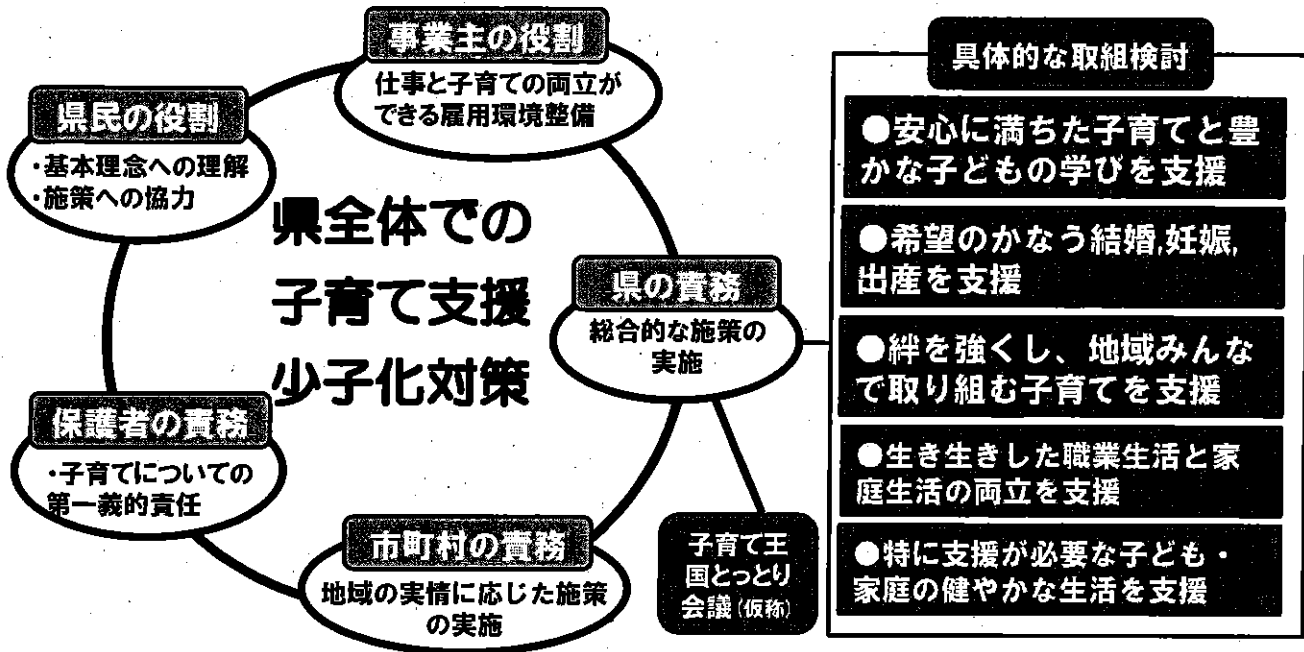 事業主の役割
仕事と子育ての両立が
できる雇用環境整備
県民の役割
・基本理念への理解
・施策への協力
県全体での
子育て支援
少子化対策
県の責務
総合的な施策の
実施
保護者の責務
・子育てについての
第一義的責任
市町村の責務
地域の実情に応じた施策
の実施
子育て王
国とっとり
会議(仮称)
具体的な取組検討
●安心に満ちた子育てと豊
かな子どもの学びを支援
●希望のかなう結婚,妊娠,
出産を支援
●絆を強くし、地域みんな
で取り組む子育てを支援
●生き生きした職業生活と家
庭生活の両立を支援
●特に支援が必要な子ども・
家庭の健やかな生活を支援